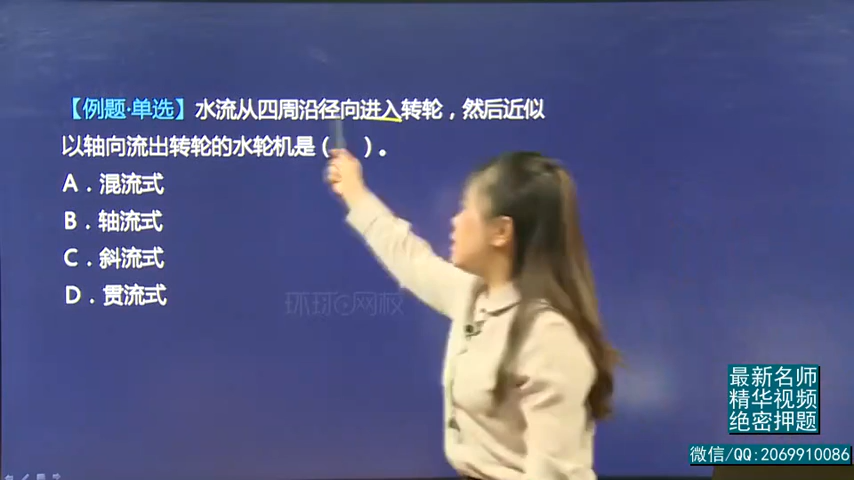 【例题·单选】水流从四周沿径向进入转轮，然后近似
以轴向流出转轮的水轮机是（ ）。
A．混流式
B．轴流式
C．斜流式
D．贯流式
环球网校
最新名师
精华视频
绝密押题
微信/QQ:2069910086